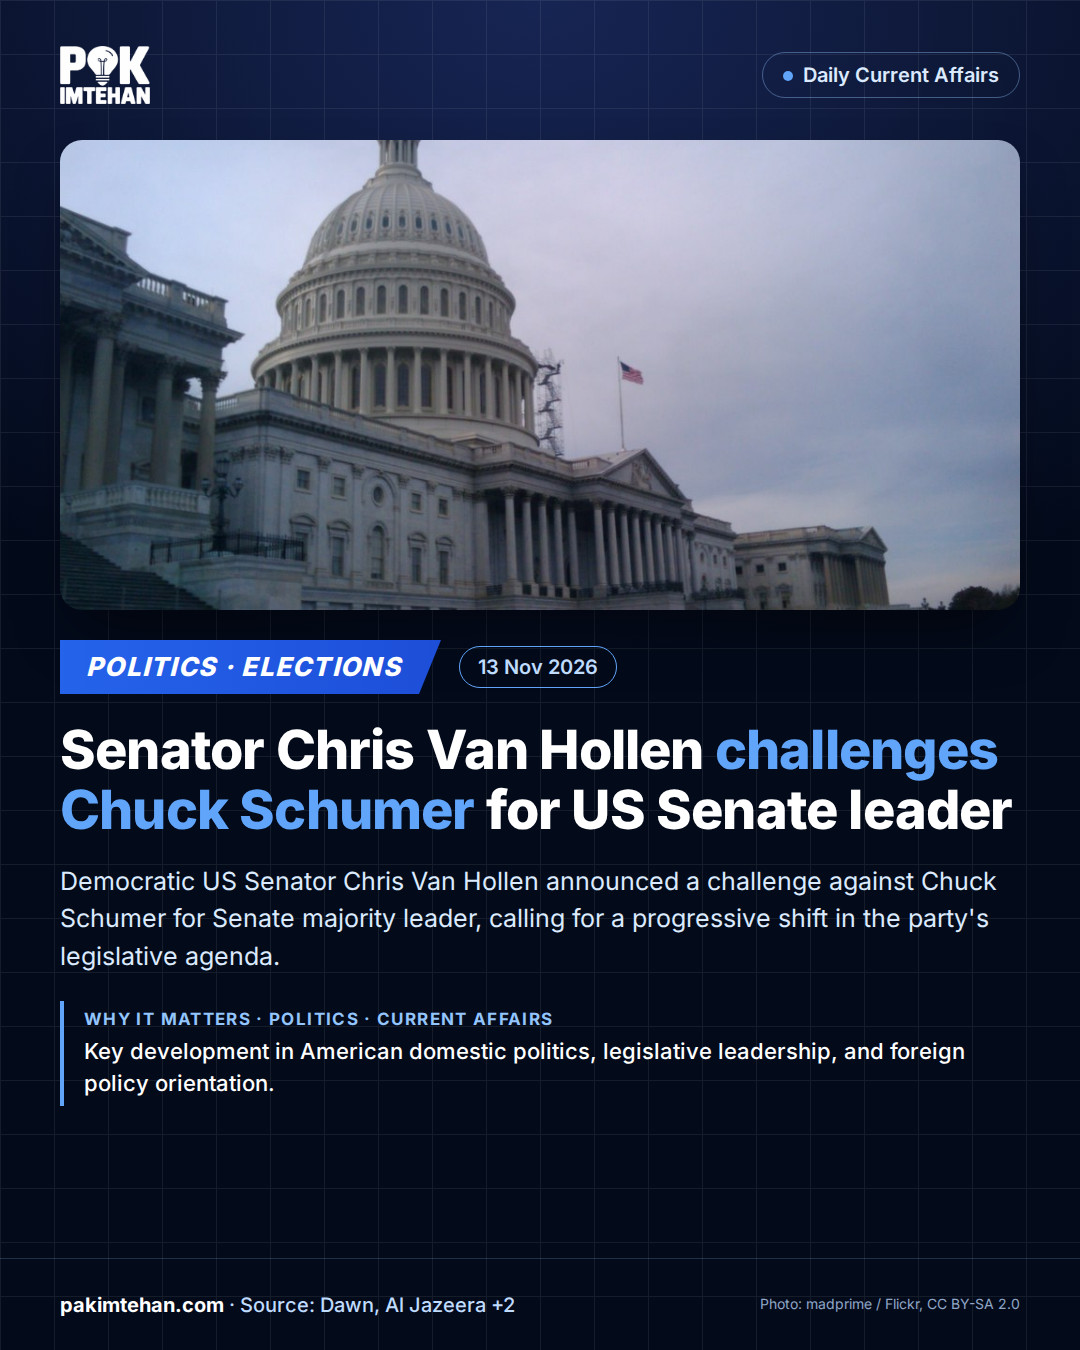 POK
IMTEHAN
Daily Current Affairs
POLITICS · ELECTIONS
13 Nov 2026
Senator Chris Van Hollen challenges
Chuck Schumer for US Senate leader
Democratic US Senator Chris Van Hollen announced a challenge against Chuck
Schumer for Senate majority leader, calling for a progressive shift in the party's
legislative agenda.
WHY IT MATTERS · POLITICS · CURRENT AFFAIRS
Key development in American domestic politics, legislative leadership, and foreign
policy orientation.
pakimtehan.com · Source: Dawn, Al Jazeera +2
Photo: madprime / Flickr, CC BY-SA 2.0